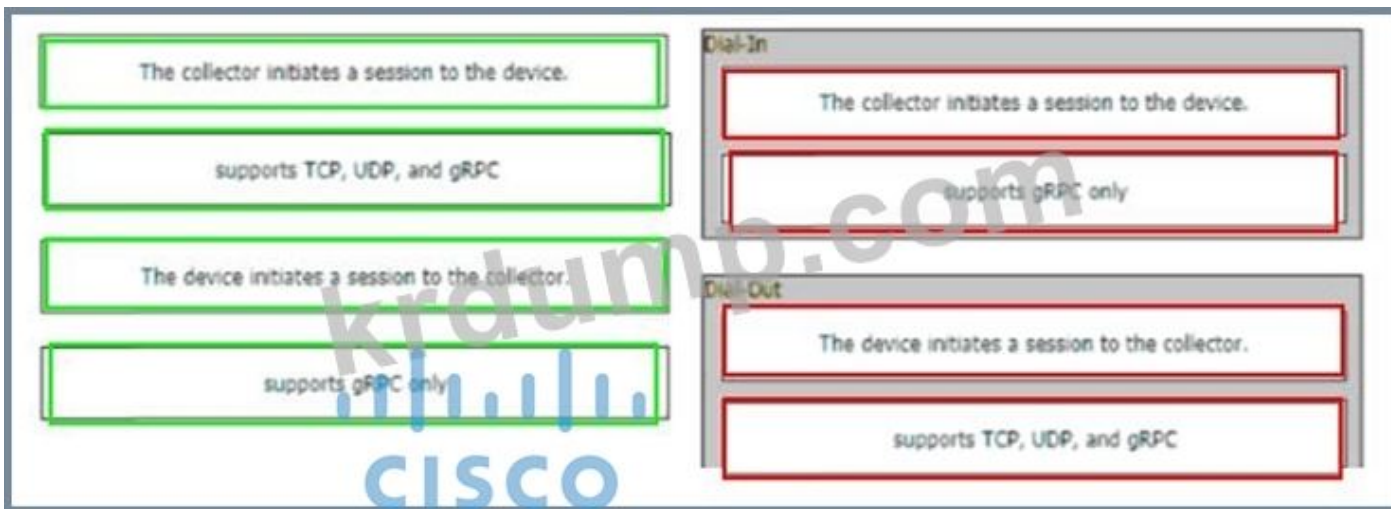 The collector initiates a session to the device.
supports TCP, UDP, and gRPC
The device initiates a session to the collector.
supports gRPC only
Dial-In
The collector initiates a session to the device.
supports gRPC only
Dial-Out
The device initiates a session to the collector.
supports TCP, UDP, and gRPC
krdump.com
CISCO